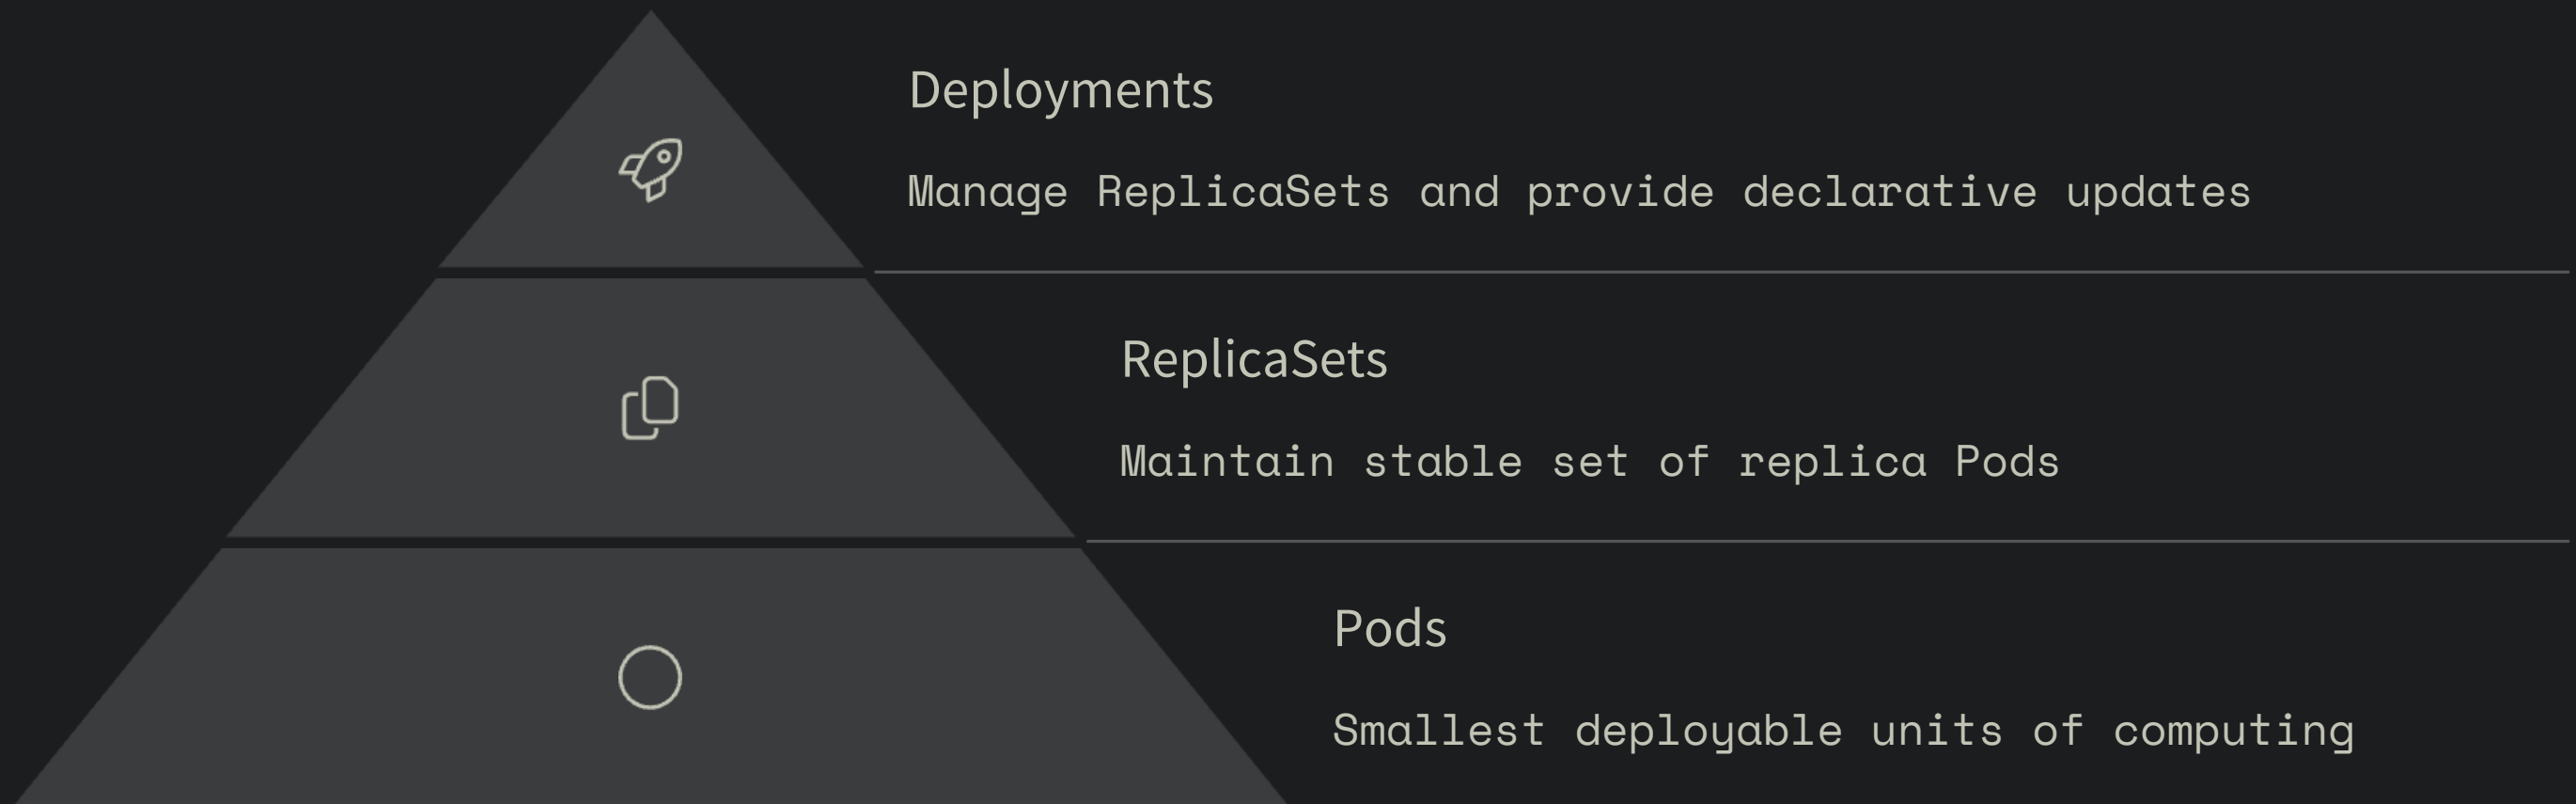 Deployments
Manage ReplicaSets and provide declarative updates
ReplicaSets
Maintain stable set of replica Pods
Pods
Smallest deployable units of computing